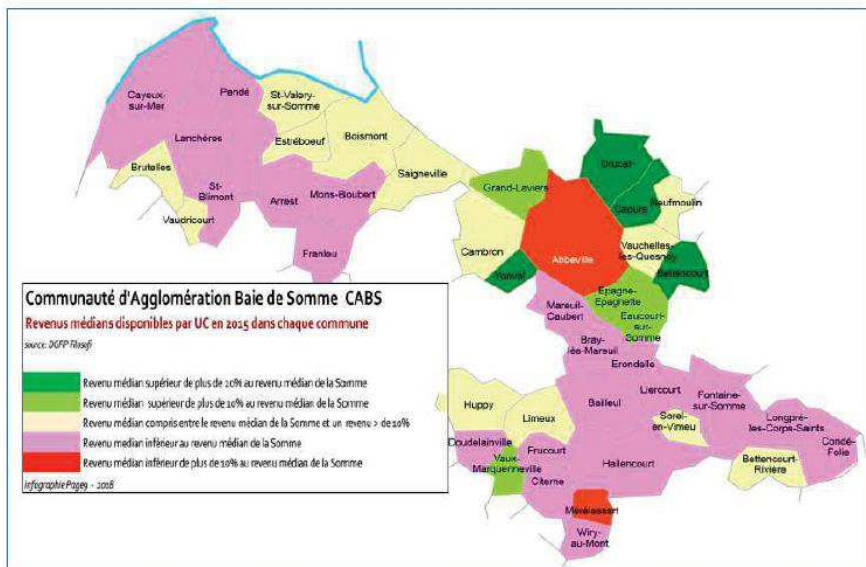 Cayeux-
sur-Mer
Pendé
St-Valory-
sur-Somme
Lanchères
Estréboeuf
Boismont
Brutelles
St-
Blimont
Arrest
Mons-Bioubert
Saigneville
Vaudricourt
Franleu
Grand-Laviers
Drucat
Caours
Neufmoulin
Cambron
Abbeville
Vauchelles-
les-Quesnoy
Yonval
Bellancourt
Epagne-
Epagnette
Mareuil-
Caubert
Eaucourt-
sur-
Somme
Bray-
lès-Mareuil
Erondelle
Huppy
Limeux
Bailleul
Liercourt
Fontaine-
sur-Somme
Sorel-
en-Vimeu
Longpré-
les-Corps-Saints
Doudelainville
Frucourt
Condé-
Folie
Vaux-
Marquenneville
Citerne
Hallencourt
Bettencourt-
Rivière
Mérélessart
Wiry-
au-Mont
Communauté d'Agglomération Baie de Somme CABS
Revenus médians disponibles par UC en 2015 dans chaque commune
source: DGFIP Filosofi
Revenu médian supérieur de plus de 20% au revenu médian de la Somme
Revenu médian supérieur de plus de 10% au revenu médian de la Somme
Revenu médian compris entre le revenu médian de la Somme et un revenu > de 10%
Revenu médian inférieur au revenu médian de la Somme
Revenu médian inférieur de plus de 10% au revenu médian de la Somme
Infographie Page9 - 2018